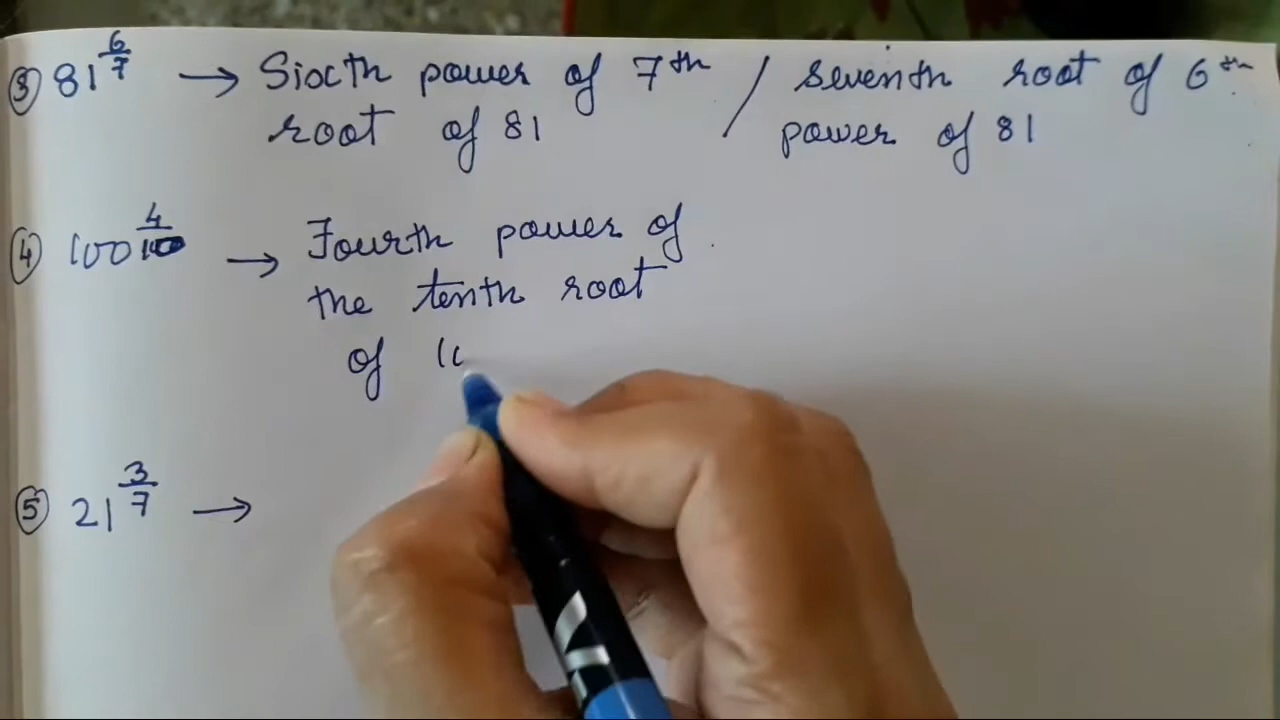 ③ 81^(6/7) → Sixth power of 7th / seventh root of 6th
root of 81 power of 81
④ 100^(4/10) → Fourth power of
the tenth root
of 10
⑤ 21^(3/7) →